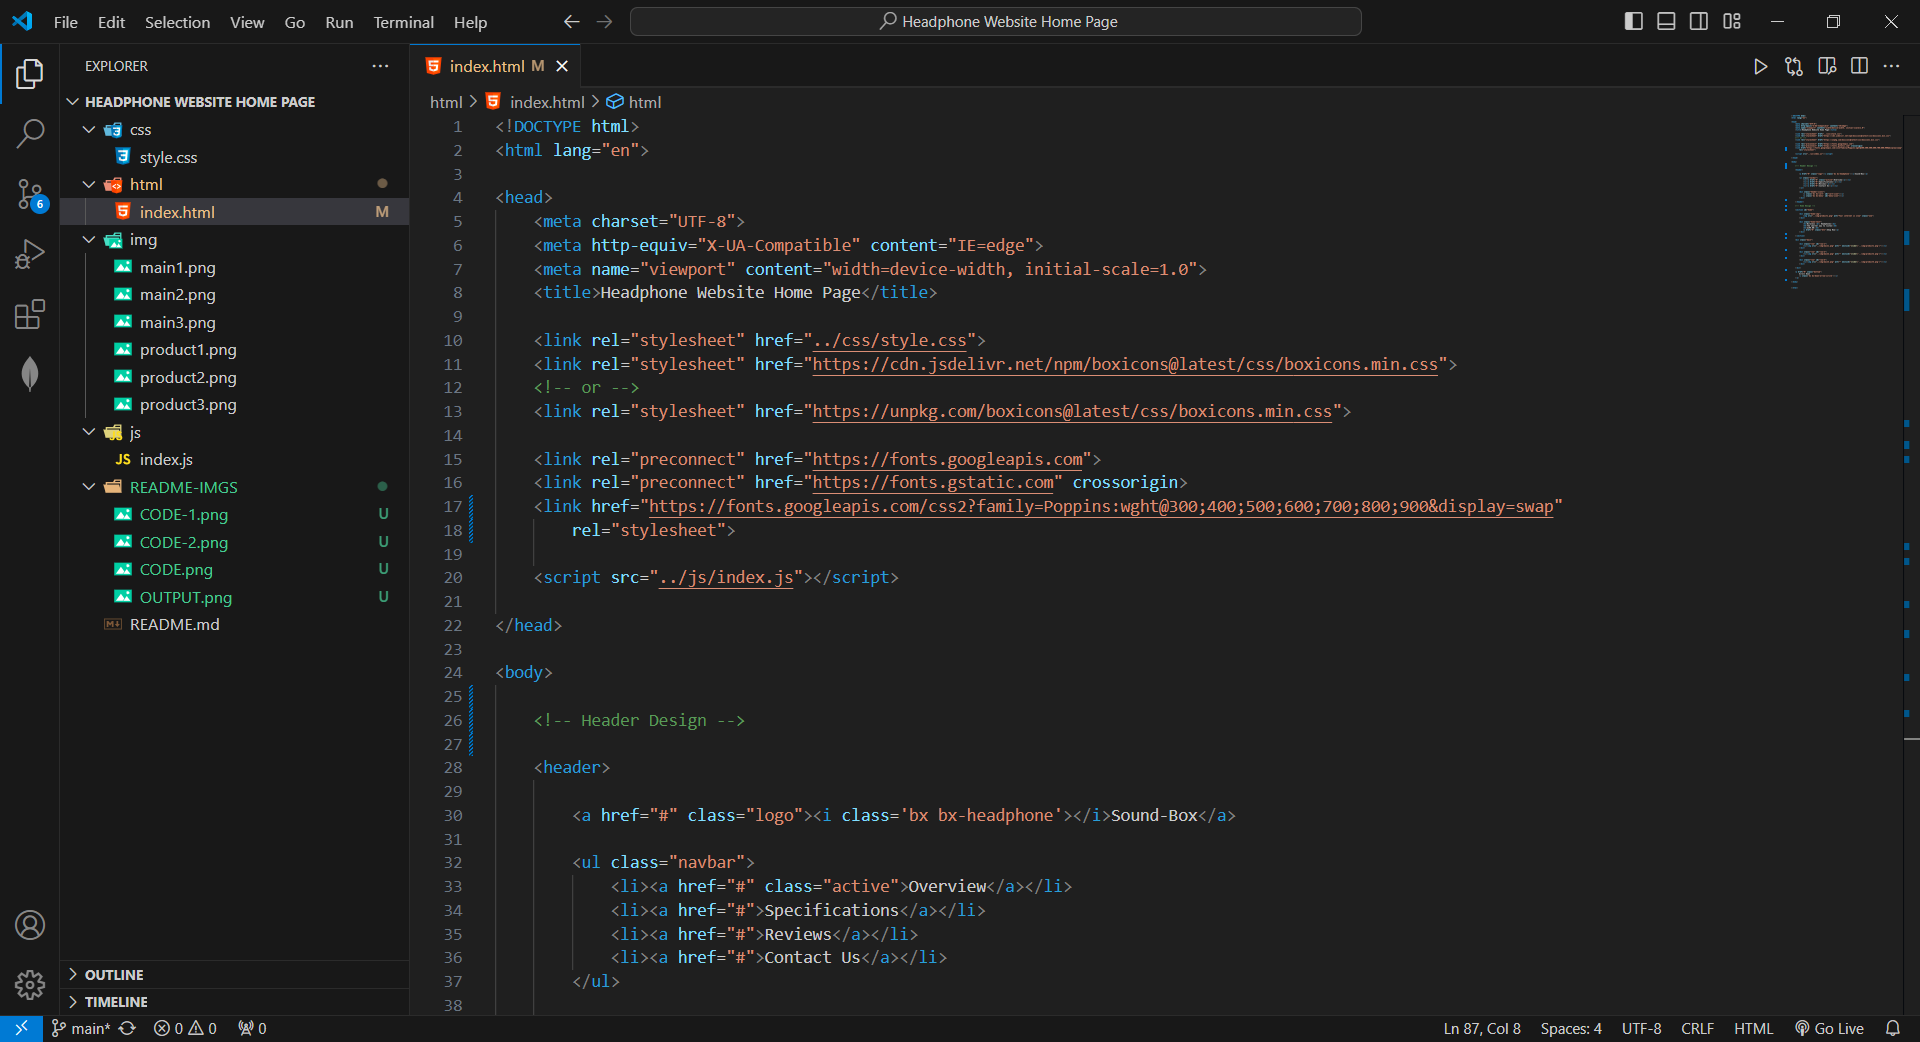 File Edit Selection View Go Run Terminal Help
Headphone Website Home Page
EXPLORER
HEADPHONE WEBSITE HOME PAGE
css
style.css
html
index.html M
img
main1.png
main2.png
main3.png
product1.png
product2.png
product3.png
js
JS index.js
README-IMGS
CODE-1.png U
CODE-2.png U
CODE.png U
OUTPUT.png U
README.md
OUTLINE
TIMELINE
6
index.html M
html > index.html > html
1 <!DOCTYPE html>
2 <html lang="en">
3
4 <head>
5 <meta charset="UTF-8">
6 <meta http-equiv="X-UA-Compatible" content="IE=edge">
7 <meta name="viewport" content="width=device-width, initial-scale=1.0">
8 <title>Headphone Website Home Page</title>
9
10 <link rel="stylesheet" href="../css/style.css">
11 <link rel="stylesheet" href="https://cdn.jsdelivr.net/npm/boxicons@latest/css/boxicons.min.css">
12 <!-- or -->
13 <link rel="stylesheet" href="https://unpkg.com/boxicons@latest/css/boxicons.min.css">
14
15 <link rel="preconnect" href="https://fonts.googleapis.com">
16 <link rel="preconnect" href="https://fonts.gstatic.com" crossorigin>
17 <link href="https://fonts.googleapis.com/css2?family=Poppins:wght@300;400;500;600;700;800;900&display=swap"
18 rel="stylesheet">
19
20 <script src="../js/index.js"></script>
21
22 </head>
23
24 <body>
25
26 <!-- Header Design -->
27
28 <header>
29
30 <a href="#" class="logo"><i class='bx bx-headphone'></i>Sound-Box</a>
31
32 <ul class="navbar">
33 <li><a href="#" class="active">Overview</a></li>
34 <li><a href="#">Specifications</a></li>
35 <li><a href="#">Reviews</a></li>
36 <li><a href="#">Contact Us</a></li>
37 </ul>
38
main* 0 0 0
Ln 87, Col 8 Spaces: 4 UTF-8 CRLF HTML Go Live